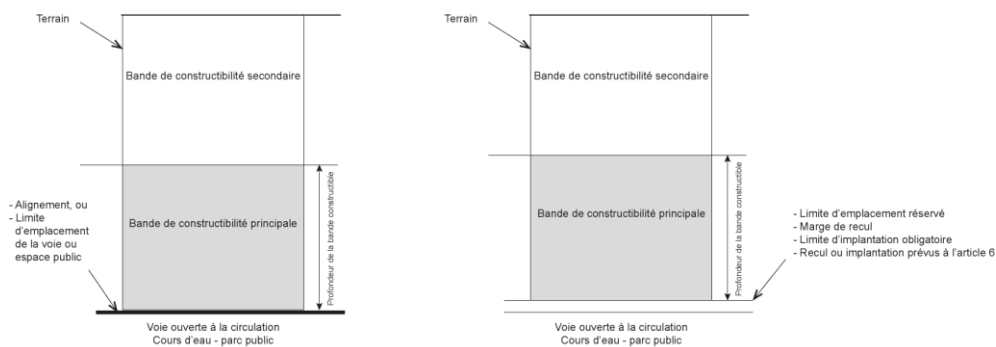 Terrain
Bande de constructibilité secondaire
Bande de constructibilité principale
Profondeur de la bande constructible
- Alignement, ou
- Limite
d'emplacement
de la voie ou
espace public
Voie ouverte à la circulation
Cours d'eau - parc public
Terrain
Bande de constructibilité secondaire
Bande de constructibilité principale
Profondeur de la bande constructible
- Limite d'emplacement réservé
- Marge de recul
- Limite d'implantation obligatoire
- Recul ou implantation prévus à l'article 6
Voie ouverte à la circulation
Cours d'eau - parc public